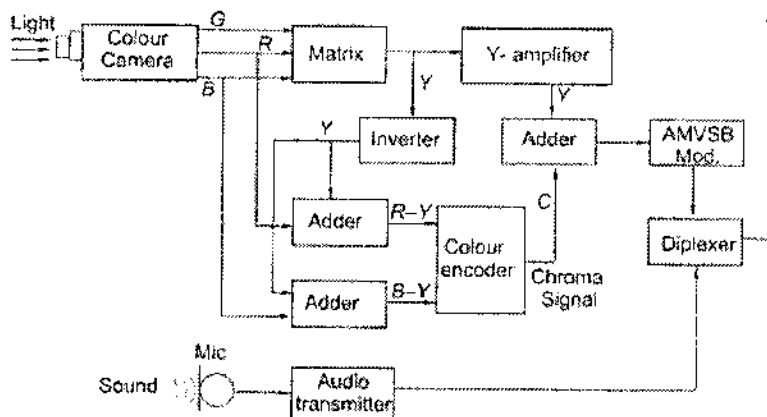 Light
G
Colour
Camera
R
B
Matrix
Y- amplifier
Y
Y
Y
Inverter
Adder
AMVSB
Mod.
Adder
R–Y
C
Colour
encoder
Diplexer
Chroma
Signal
Adder
B–Y
Mic
Sound
Audio
transmitter